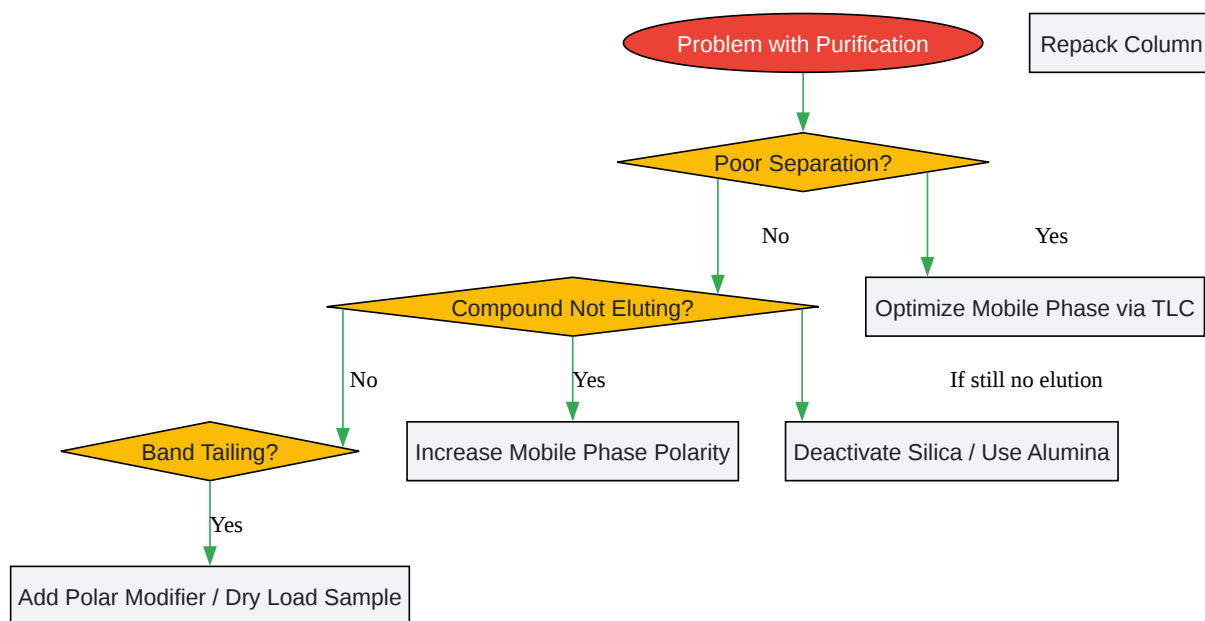 Problem with Purification
Repack Column
Poor Separation?
No
Yes
Compound Not Eluting?
Optimize Mobile Phase via TLC
No
Yes
If still no elution
Band Tailing?
Increase Mobile Phase Polarity
Deactivate Silica / Use Alumina
Yes
Add Polar Modifier / Dry Load Sample